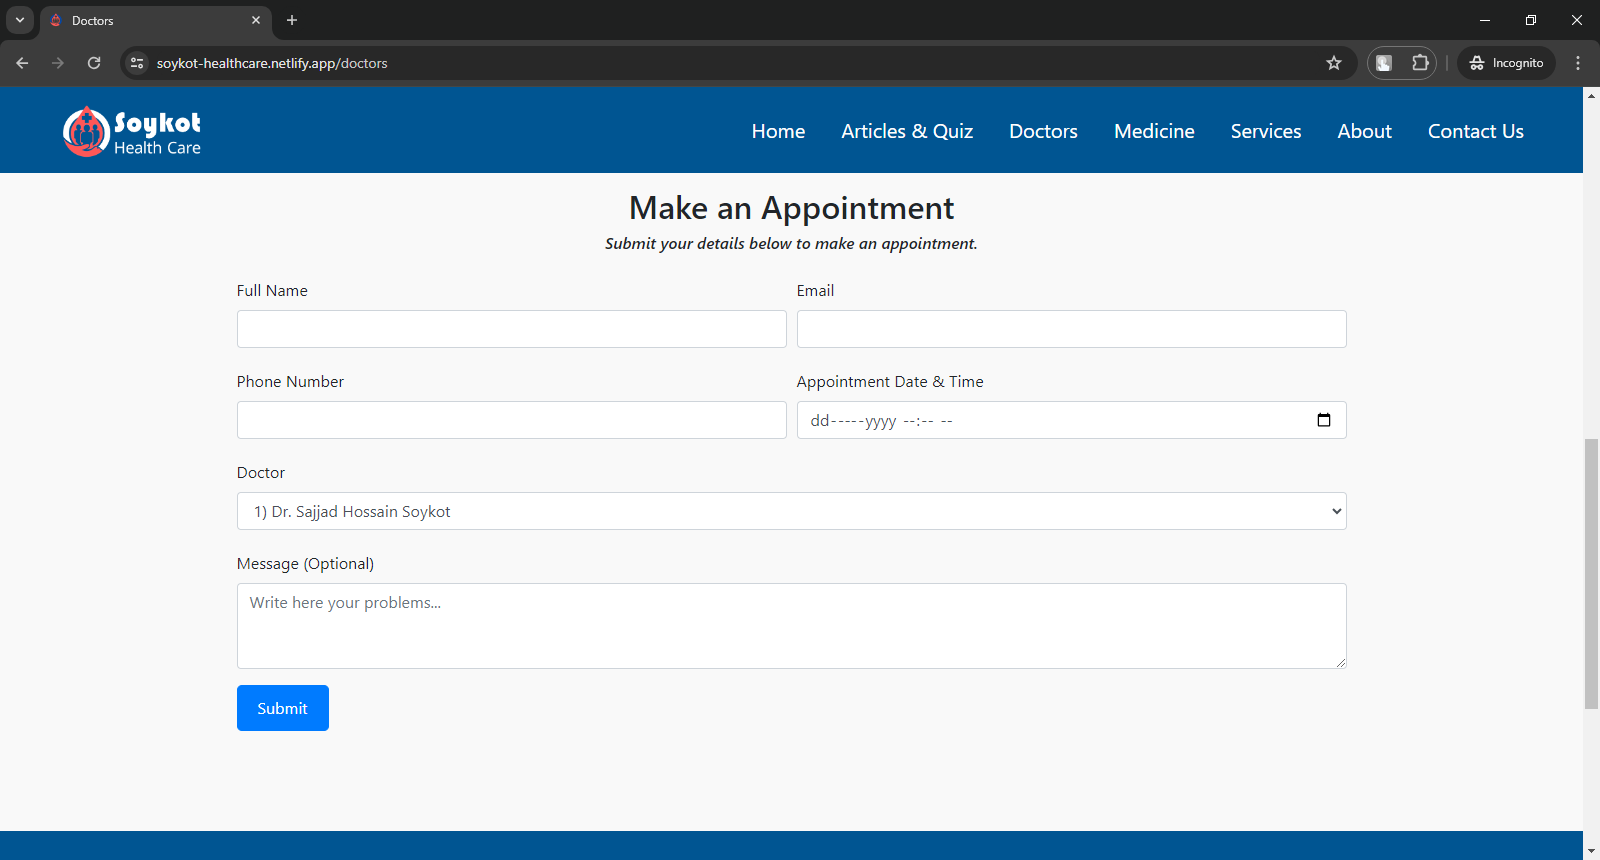 Doctors
soykot-healthcare.netlify.app/doctors
Incognito
Soykot
Health Care
Home Articles & Quiz Doctors Medicine Services About Contact Us
Make an Appointment
Submit your details below to make an appointment.
Full Name Email
Phone Number Appointment Date & Time
dd-----yyyy --:-- --
Doctor
1) Dr. Sajjad Hossain Soykot
Message (Optional)
Write here your problems...
Submit